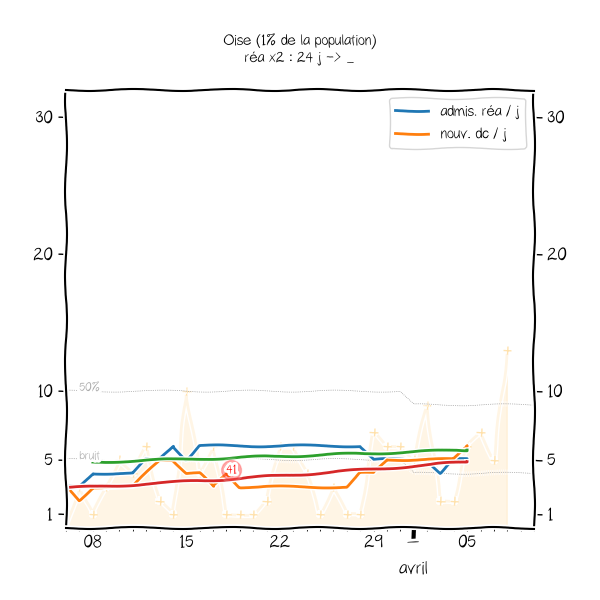 Oise (1% de la population)
réa x2 : 24 j -> _
admis. réa / j
nouv. dc / j
30
30
20
20
10
10
50%
5
5
bruit
41
1
1
08
15
22
29
05
avril